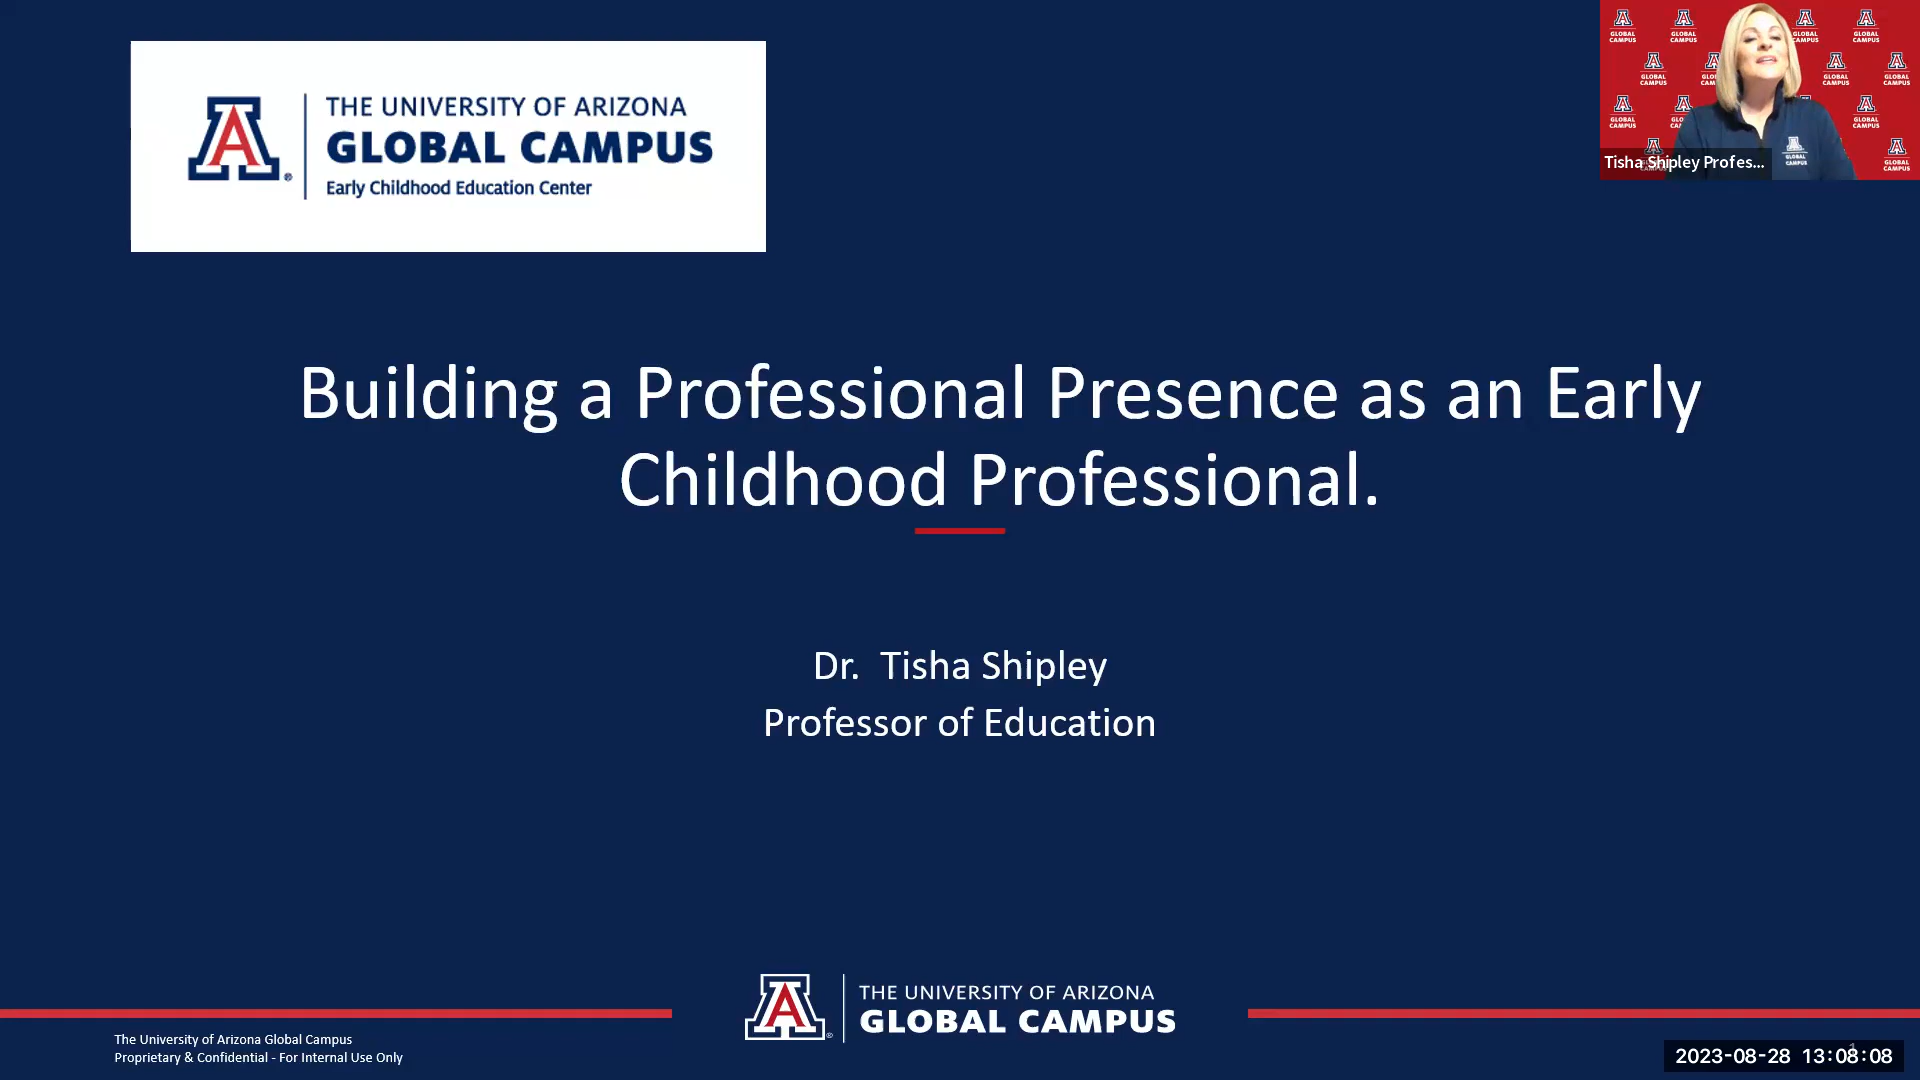 THE UNIVERSITY OF ARIZONA
GLOBAL CAMPUS
Early Childhood Education Center
Tisha Shipley Profes...
Building a Professional Presence as an Early
Childhood Professional.
Dr. Tisha Shipley
Professor of Education
THE UNIVERSITY OF ARIZONA
GLOBAL CAMPUS
The University of Arizona Global Campus
Proprietary & Confidential - For Internal Use Only
2023-08-28 13:08:08